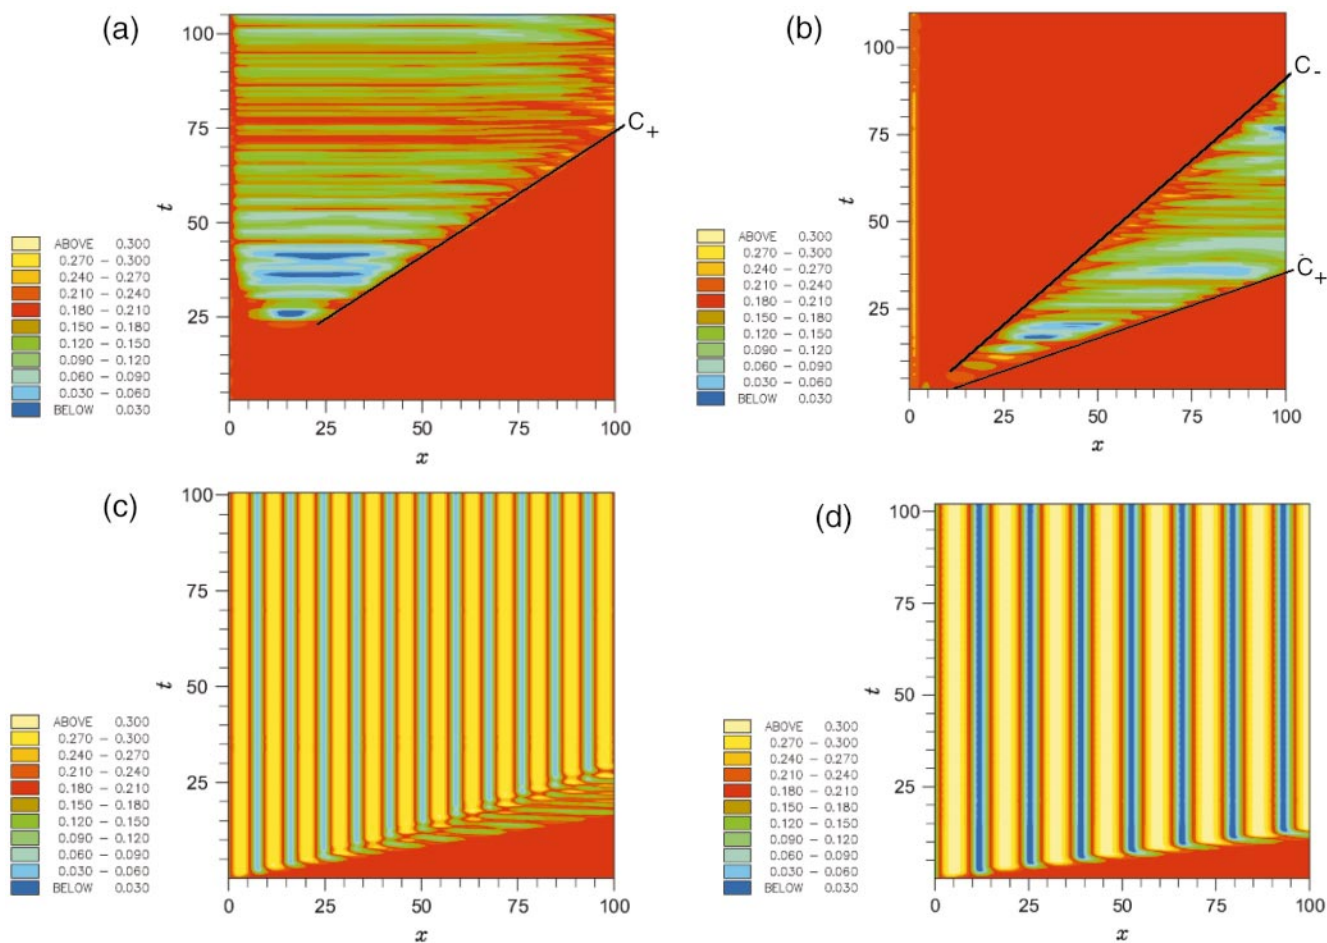 (a)
100
75
50
25
t
C+
0 25 50 75 100
x
ABOVE 0.300
0.270 – 0.300
0.240 – 0.270
0.210 – 0.240
0.180 – 0.210
0.150 – 0.180
0.120 – 0.150
0.090 – 0.120
0.060 – 0.090
0.030 – 0.060
BELOW 0.030
(b)
100
75
50
25
t
C-
C+
0 25 50 75 100
x
ABOVE 0.300
0.270 – 0.300
0.240 – 0.270
0.210 – 0.240
0.180 – 0.210
0.150 – 0.180
0.120 – 0.150
0.090 – 0.120
0.060 – 0.090
0.030 – 0.060
BELOW 0.030
(c)
100
75
50
25
t
0 25 50 75 100
x
ABOVE 0.300
0.270 – 0.300
0.240 – 0.270
0.210 – 0.240
0.180 – 0.210
0.150 – 0.180
0.120 – 0.150
0.090 – 0.120
0.060 – 0.090
0.030 – 0.060
BELOW 0.030
(d)
100
75
50
25
t
0 25 50 75 100
x
ABOVE 0.300
0.270 – 0.300
0.240 – 0.270
0.210 – 0.240
0.180 – 0.210
0.150 – 0.180
0.120 – 0.150
0.090 – 0.120
0.060 – 0.090
0.030 – 0.060
BELOW 0.030